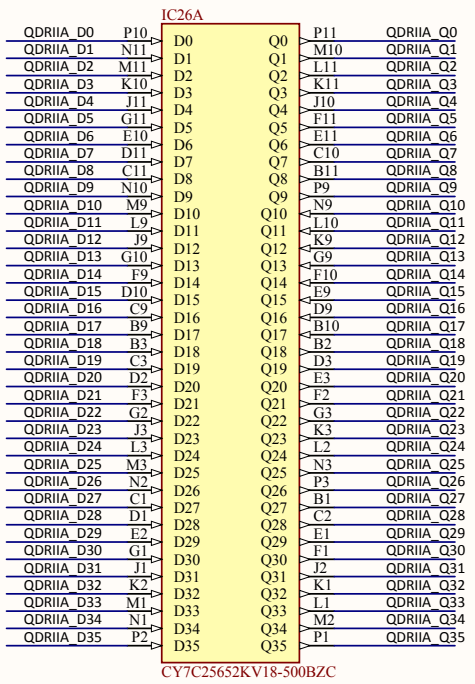 IC26A
QDRIIA_D0 P10 D0 Q0 P11 QDRIIA_Q0
QDRIIA_D1 N11 D1 Q1 M10 QDRIIA_Q1
QDRIIA_D2 M11 D2 Q2 L11 QDRIIA_Q2
QDRIIA_D3 K10 D3 Q3 K11 QDRIIA_Q3
QDRIIA_D4 J11 D4 Q4 J10 QDRIIA_Q4
QDRIIA_D5 G11 D5 Q5 F11 QDRIIA_Q5
QDRIIA_D6 E10 D6 Q6 E11 QDRIIA_Q6
QDRIIA_D7 D11 D7 Q7 C10 QDRIIA_Q7
QDRIIA_D8 C11 D8 Q8 B11 QDRIIA_Q8
QDRIIA_D9 N10 D9 Q9 P9 QDRIIA_Q9
QDRIIA_D10 M9 D10 Q10 N9 QDRIIA_Q10
QDRIIA_D11 L9 D11 Q11 L10 QDRIIA_Q11
QDRIIA_D12 J9 D12 Q12 K9 QDRIIA_Q12
QDRIIA_D13 G10 D13 Q13 G9 QDRIIA_Q13
QDRIIA_D14 F9 D14 Q14 F10 QDRIIA_Q14
QDRIIA_D15 D10 D15 Q15 E9 QDRIIA_Q15
QDRIIA_D16 C9 D16 Q16 D9 QDRIIA_Q16
QDRIIA_D17 B9 D17 Q17 B10 QDRIIA_Q17
QDRIIA_D18 B3 D18 Q18 B2 QDRIIA_Q18
QDRIIA_D19 C3 D19 Q19 D3 QDRIIA_Q19
QDRIIA_D20 D2 D20 Q20 E3 QDRIIA_Q20
QDRIIA_D21 F3 D21 Q21 F2 QDRIIA_Q21
QDRIIA_D22 G2 D22 Q22 G3 QDRIIA_Q22
QDRIIA_D23 J3 D23 Q23 K3 QDRIIA_Q23
QDRIIA_D24 L3 D24 Q24 L2 QDRIIA_Q24
QDRIIA_D25 M3 D25 Q25 N3 QDRIIA_Q25
QDRIIA_D26 N2 D26 Q26 P3 QDRIIA_Q26
QDRIIA_D27 C1 D27 Q27 B1 QDRIIA_Q27
QDRIIA_D28 D1 D28 Q28 C2 QDRIIA_Q28
QDRIIA_D29 E2 D29 Q29 E1 QDRIIA_Q29
QDRIIA_D30 G1 D30 Q30 F1 QDRIIA_Q30
QDRIIA_D31 J1 D31 Q31 J2 QDRIIA_Q31
QDRIIA_D32 K2 D32 Q32 K1 QDRIIA_Q32
QDRIIA_D33 M1 D33 Q33 L1 QDRIIA_Q33
QDRIIA_D34 N1 D34 Q34 M2 QDRIIA_Q34
QDRIIA_D35 P2 D35 Q35 P1 QDRIIA_Q35
CY7C25652KV18-500BZC